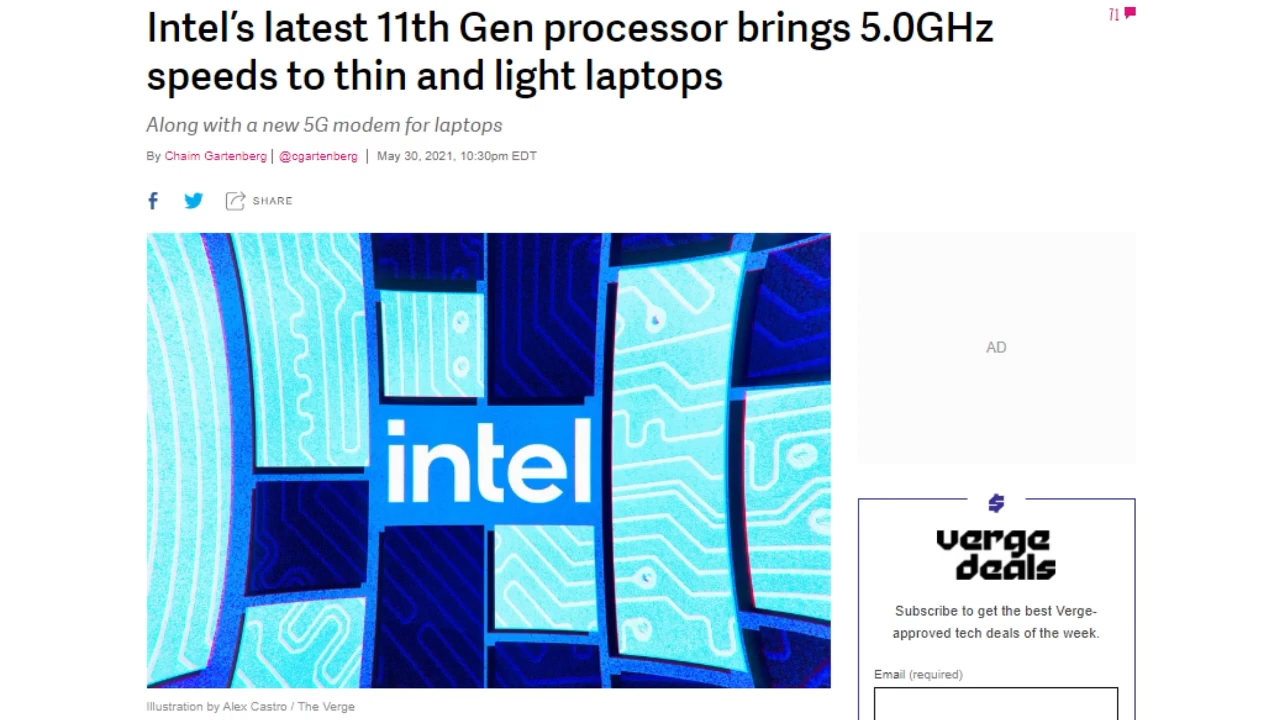 Intel’s latest 11th Gen processor brings 5.0GHz
speeds to thin and light laptops
71
Along with a new 5G modem for laptops
By Chaim Gartenberg | @cgartenberg | May 30, 2021, 10:30pm EDT
SHARE
intel
AD
verge
deals
Subscribe to get the best Verge-
approved tech deals of the week.
Email (required)
Illustration by Alex Castro / The Verge